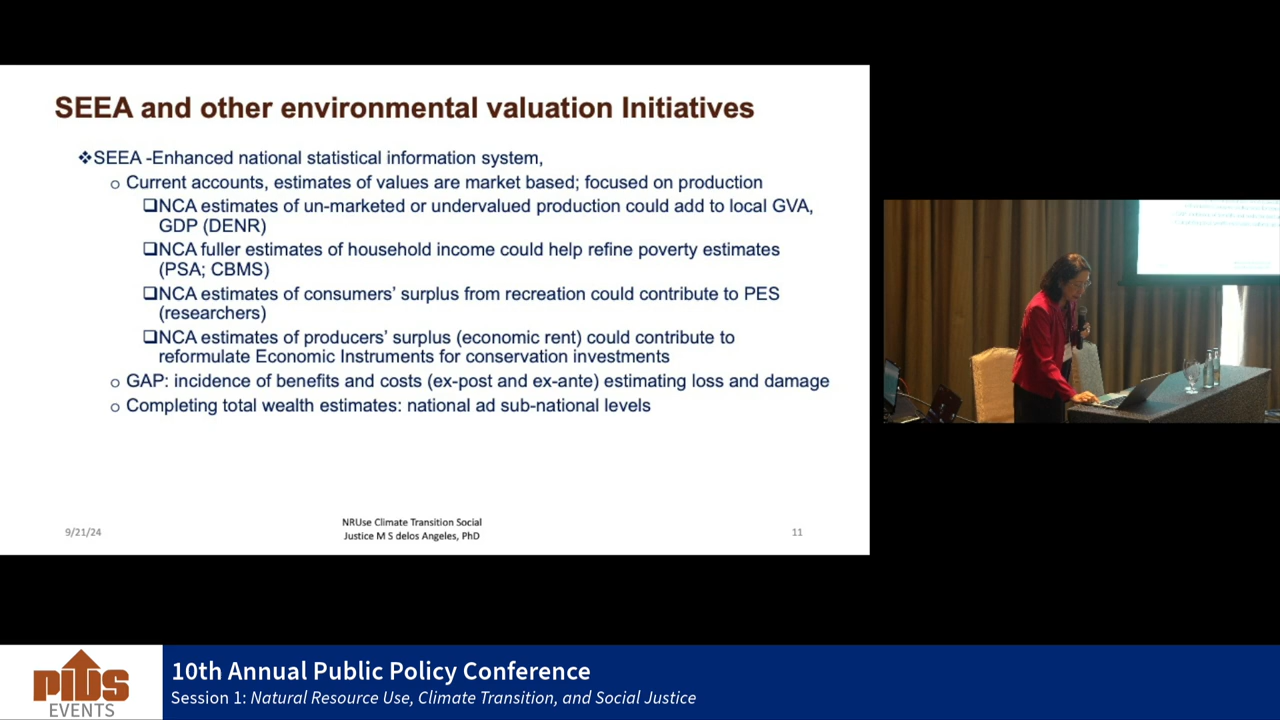 SEEA and other environmental valuation Initiatives
❖SEEA -Enhanced national statistical information system,
o Current accounts, estimates of values are market based; focused on production
❑NCA estimates of un-marketed or undervalued production could add to local GVA,
GDP (DENR)
❑NCA fuller estimates of household income could help refine poverty estimates
(PSA; CBMS)
❑NCA estimates of consumers’ surplus from recreation could contribute to PES
(researchers)
❑NCA estimates of producers’ surplus (economic rent) could contribute to
reformulate Economic Instruments for conservation investments
o GAP: incidence of benefits and costs (ex-post and ex-ante) estimating loss and damage
o Completing total wealth estimates: national ad sub-national levels
9/21/24
NRUse Climate Transition Social
Justice M S delos Angeles, PhD
11
PIDS
EVENTS
10th Annual Public Policy Conference
Session 1: Natural Resource Use, Climate Transition, and Social Justice